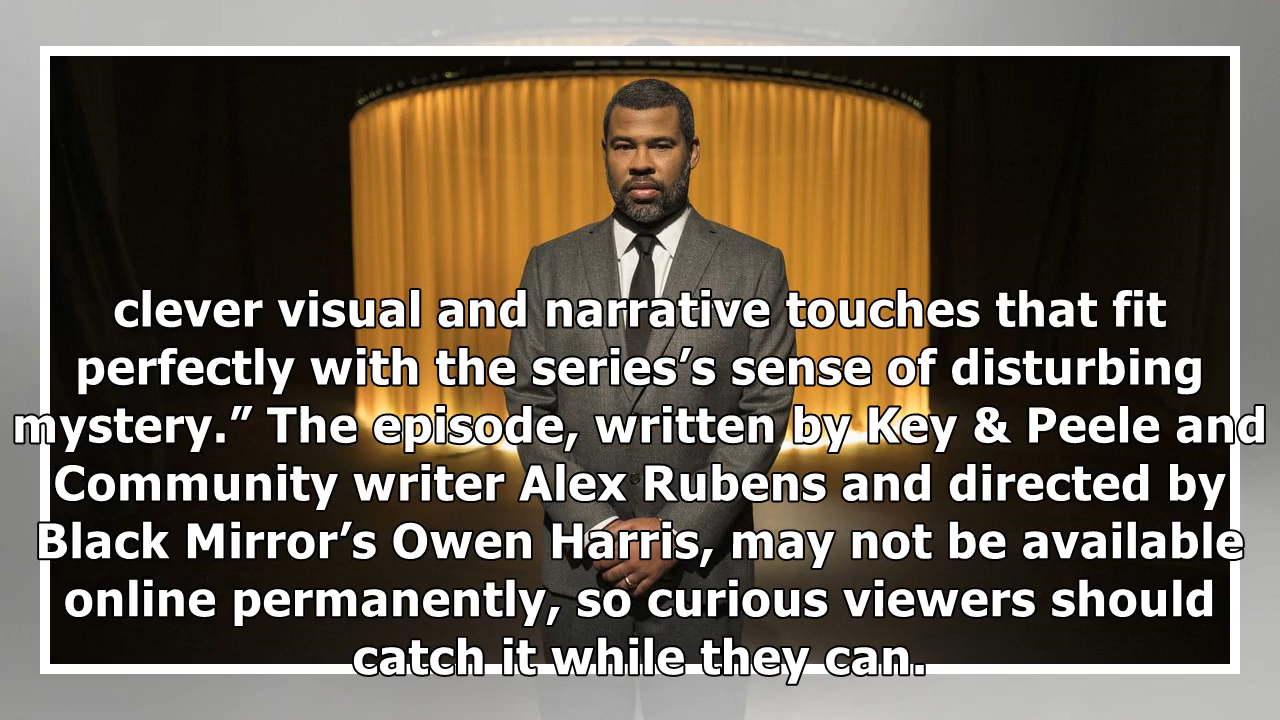 clever visual and narrative touches that fit
perfectly with the series’s sense of disturbing
mystery.” The episode, written by Key & Peele and
Community writer Alex Rubens and directed by
Black Mirror’s Owen Harris, may not be available
online permanently, so curious viewers should
catch it while they can.